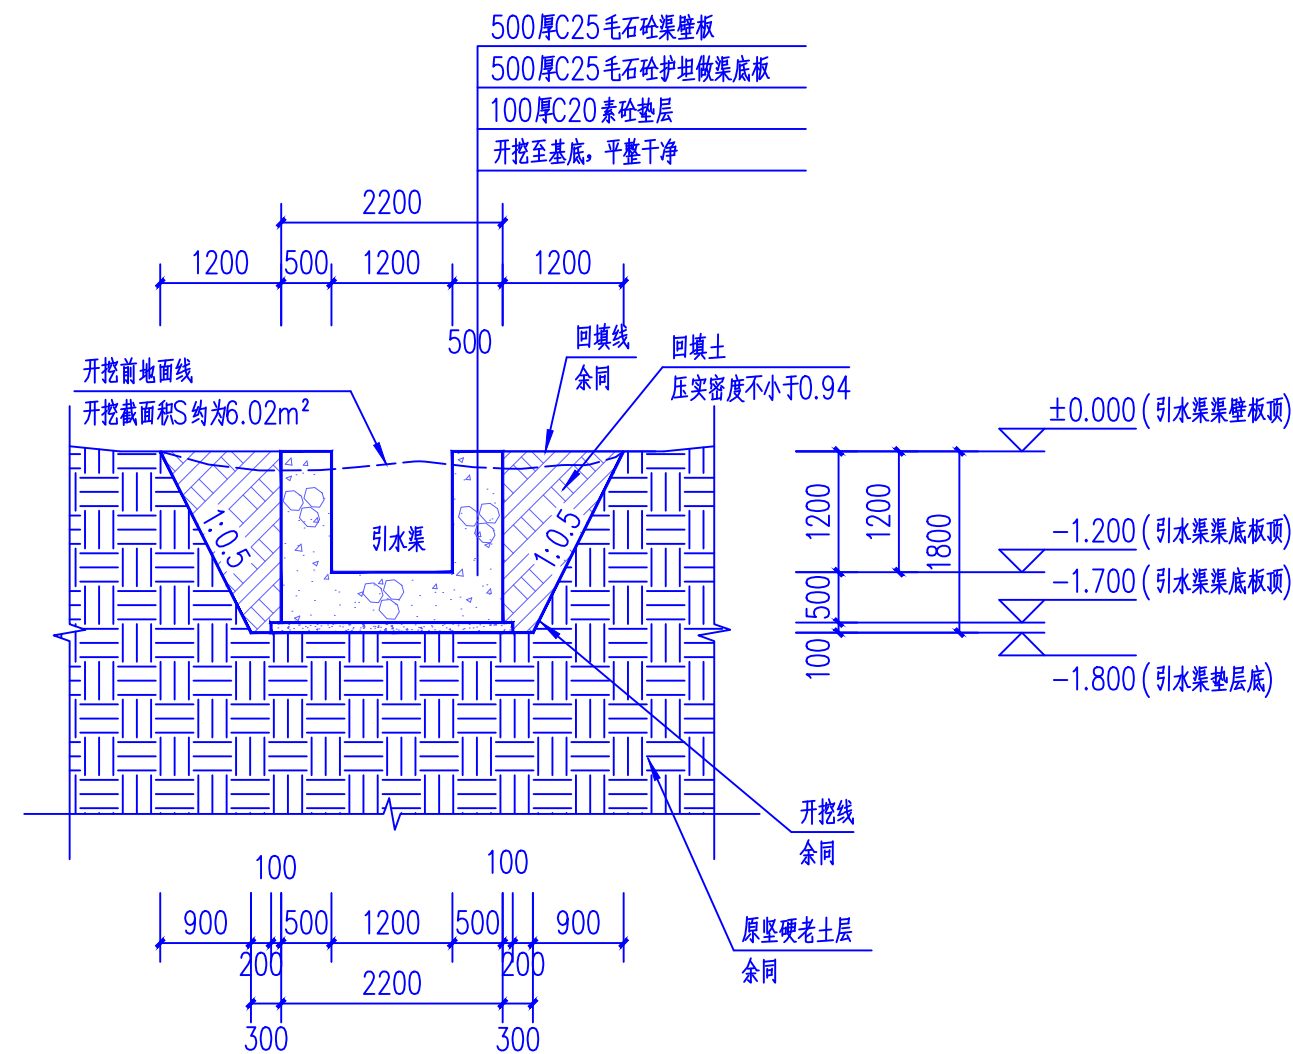 500厚C25毛石砼渠壁板
500厚C25毛石砼护坦做渠底板
100厚C20素砼垫层
开挖至基底，平整干净
2200
1200 500 1200 1200
500
回填线
余同
回填土
压实密度不小于0.94
开挖前地面线
开挖截面积S约为6.02m²
±0.000(引水渠渠壁板顶)
1:0.5
引水渠
1:0.5
1200
1200
1800
-1.200(引水渠渠底板顶)
500
-1.700(引水渠渠底板顶)
100
-1.800(引水渠垫层底)
开挖线
余同
100 100
900 500 1200 500 900
200 200
2200
300 300
原坚硬老土层
余同